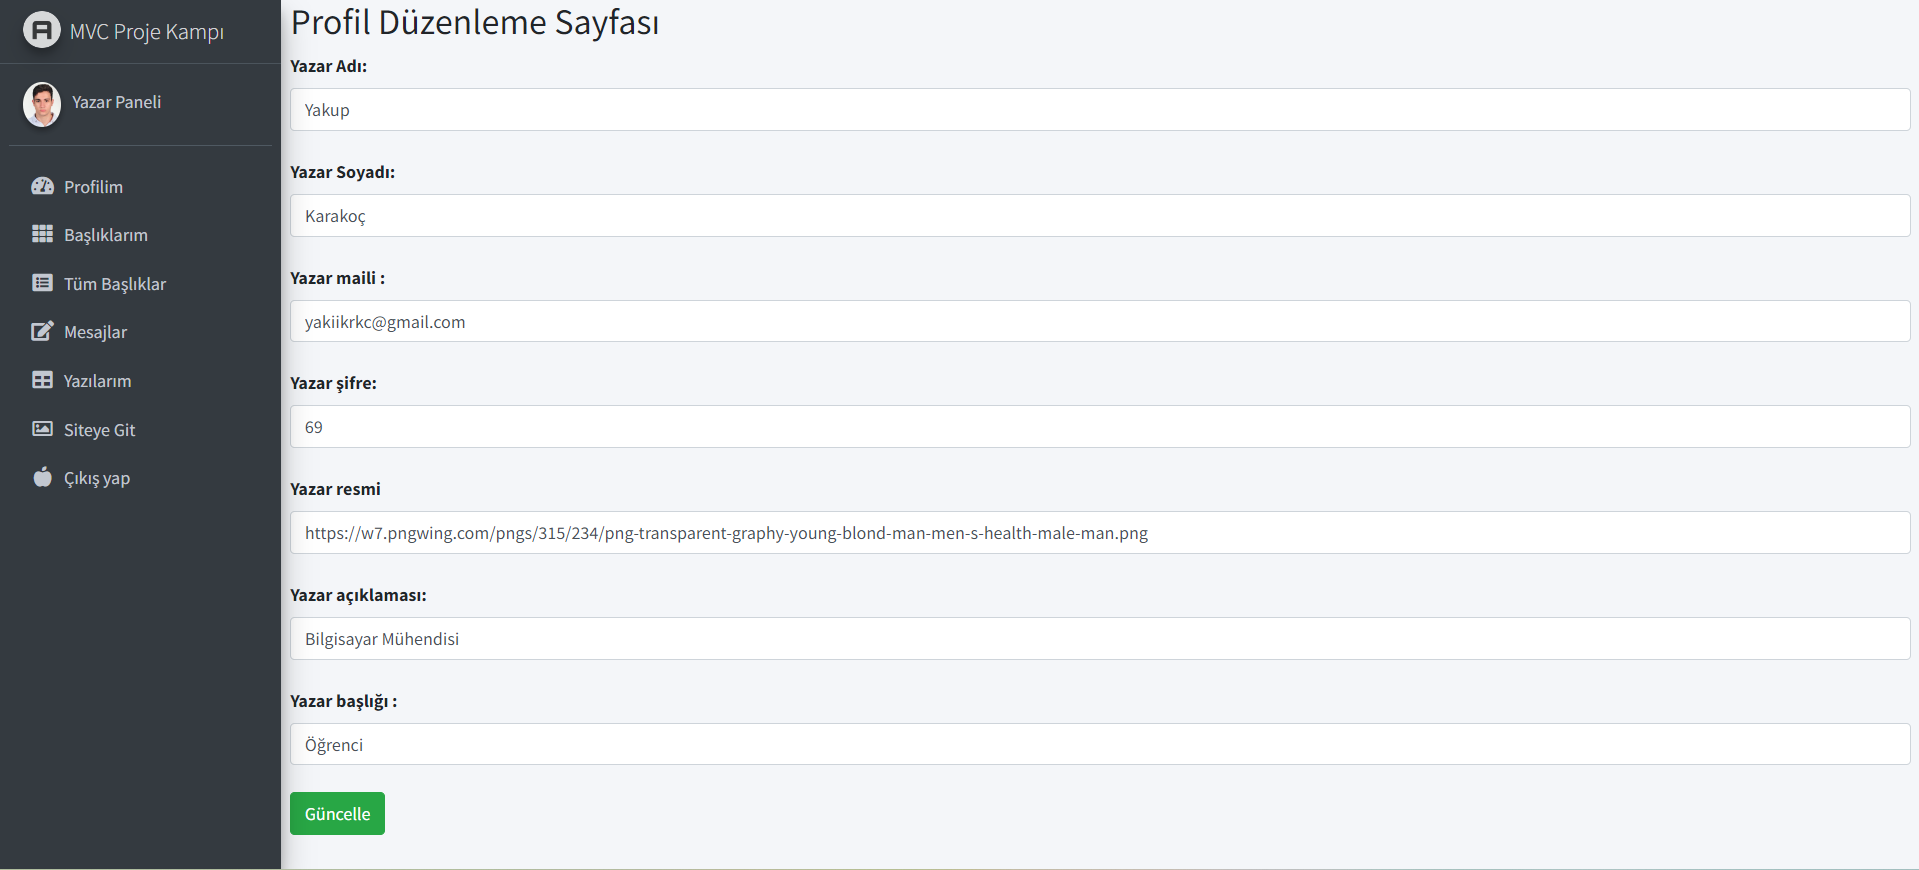 MVC Proje Kampı
Yazar Paneli
Profilim
Başlıklarım
Tüm Başlıklar
Mesajlar
Yazılarım
Siteye Git
Çıkış yap
Profil Düzenleme Sayfası
Yazar Adı:
Yakup
Yazar Soyadı:
Karakoç
Yazar maili :
yakiikrkc@gmail.com
Yazar şifre:
69
Yazar resmi
https://w7.pngwing.com/pngs/315/234/png-transparent-graphy-young-blond-man-men-s-health-male-man.png
Yazar açıklaması:
Bilgisayar Mühendisi
Yazar başlığı :
Öğrenci
Güncelle